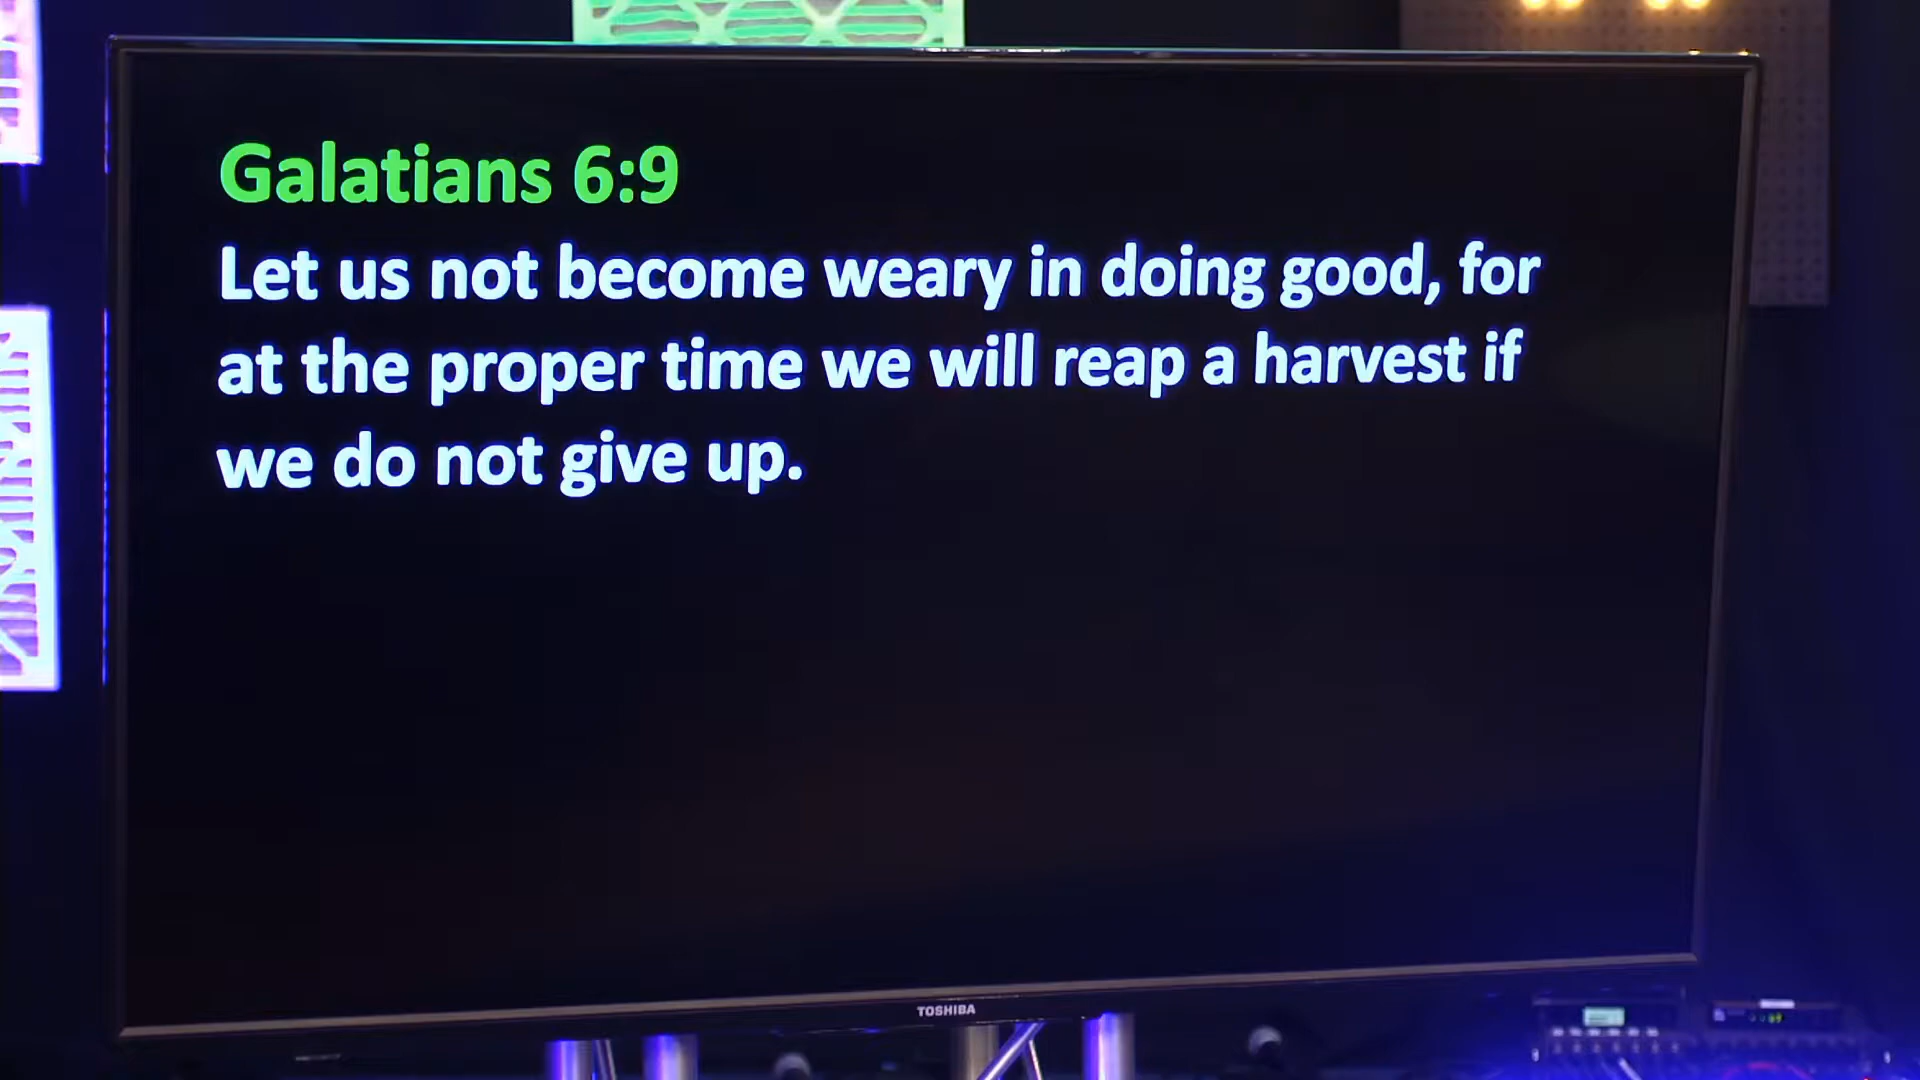 Galatians 6:9
Let us not become weary in doing good, for
at the proper time we will reap a harvest if
we do not give up.
TOSHIBA